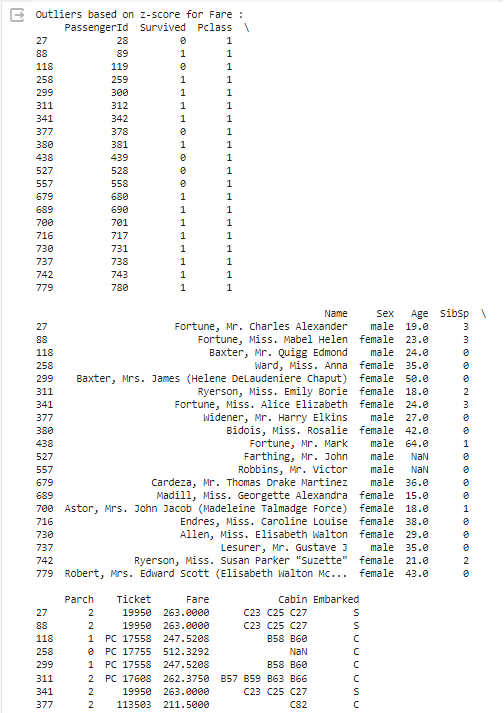 Outliers based on z-score for Fare :
PassengerId Survived Pclass \
27 28 0 1
88 89 1 1
118 119 0 1
258 259 1 1
299 300 1 1
311 312 1 1
341 342 1 1
377 378 0 1
380 381 1 1
438 439 0 1
527 528 0 1
557 558 0 1
679 680 1 1
689 690 1 1
700 701 1 1
716 717 1 1
730 731 1 1
737 738 1 1
742 743 1 1
779 780 1 1
Name Sex Age SibSp \
27 Fortune, Mr. Charles Alexander male 19.0 3
88 Fortune, Miss. Mabel Helen female 23.0 3
118 Baxter, Mr. Quigg Edmond male 24.0 0
258 Ward, Miss. Anna female 35.0 0
299 Baxter, Mrs. James (Helene DeLaudeniere Chaput) female 50.0 0
311 Ryerson, Miss. Emily Borie female 18.0 2
341 Fortune, Miss. Alice Elizabeth female 24.0 3
377 Widener, Mr. Harry Elkins male 27.0 0
380 Bidois, Miss. Rosalie female 42.0 0
438 Fortune, Mr. Mark male 64.0 1
527 Farthing, Mr. John male NaN 0
557 Robbins, Mr. Victor male NaN 0
679 Cardeza, Mr. Thomas Drake Martinez male 36.0 0
689 Madill, Miss. Georgette Alexandra female 15.0 0
700 Astor, Mrs. John Jacob (Madeleine Talmadge Force) female 18.0 1
716 Endres, Miss. Caroline Louise female 38.0 0
730 Allen, Miss. Elisabeth Walton female 29.0 0
737 Lesurer, Mr. Gustave J male 35.0 0
742 Ryerson, Miss. Susan Parker "Suzette" female 21.0 2
779 Robert, Mrs. Edward Scott (Elisabeth Walton Mc... female 43.0 0
Parch Ticket Fare Cabin Embarked
27 2 19950 263.0000 C23 C25 C27 S
88 2 19950 263.0000 C23 C25 C27 S
118 1 PC 17558 247.5208 B58 B60 C
258 0 PC 17755 512.3292 NaN C
299 1 PC 17558 247.5208 B58 B60 C
311 2 PC 17608 262.3750 B57 B59 B63 B66 C
341 2 19950 263.0000 C23 C25 C27 S
377 2 113503 211.5000 C82 C